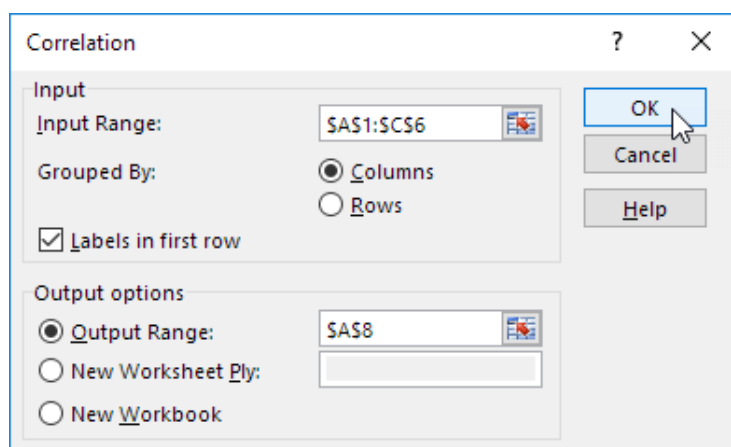 Correlation ?
Input
Input Range: $A$1:$C$6
OK
Cancel
Grouped By: Columns
Rows
Help
Labels in first row
Output options
Output Range: $A$8
New Worksheet Ply:
New Workbook